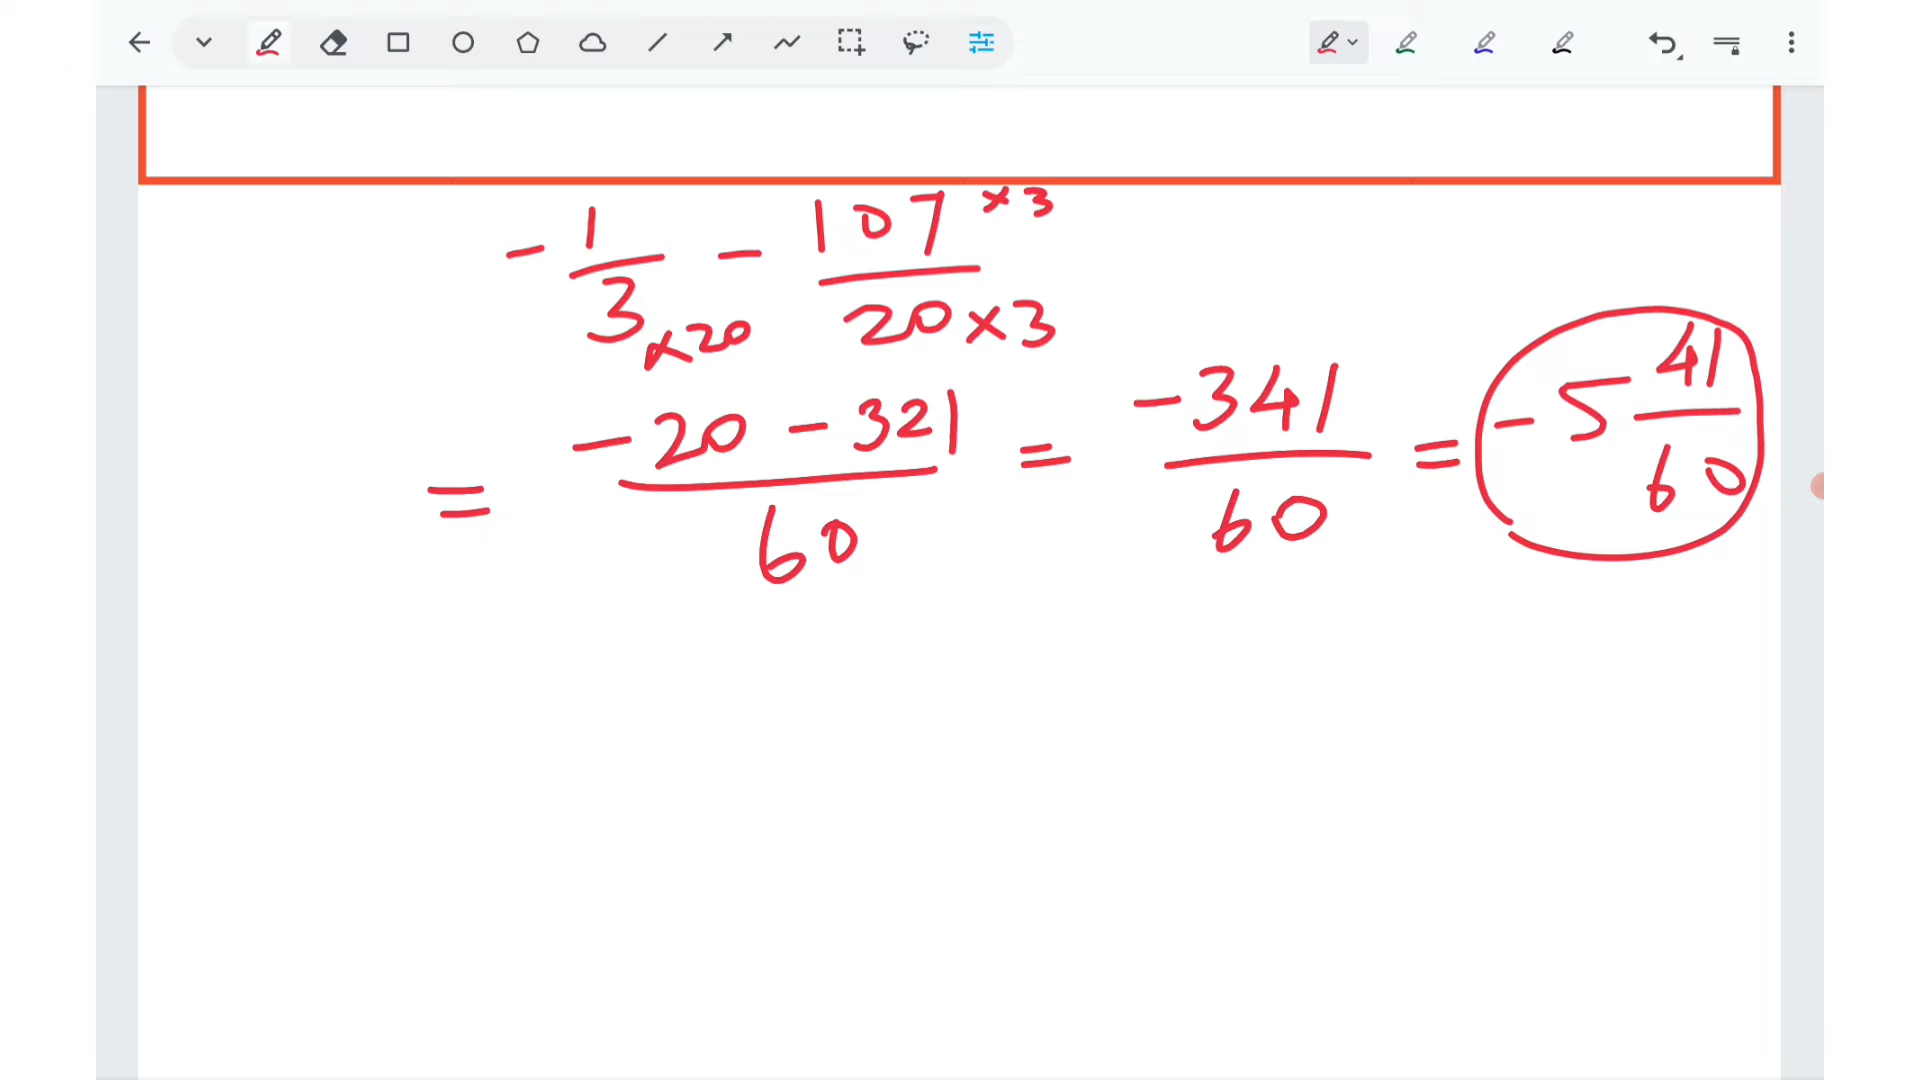 - 1/3 ×20 - 107 ×3/20 ×3
= -20 - 321/60 = -341/60 = -5 41/60